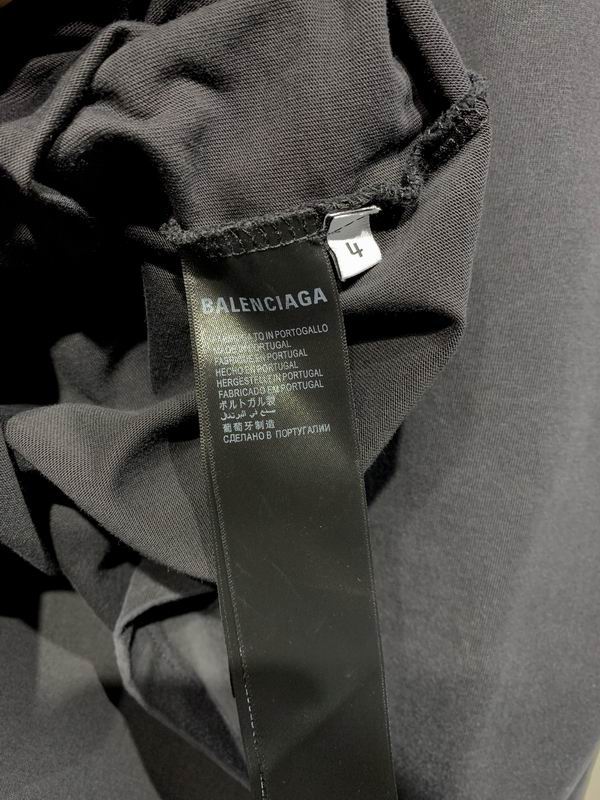 4
BALENCIAGA
FABBRICATO IN PORTOGALLO
MADE IN PORTUGAL
FABRIQUÉ EN PORTUGAL
HECHO EN PORTUGAL
HERGESTELLT IN PORTUGAL
FABRICADO EM PORTUGAL
ポルトガル製
صنع في البرتغال
葡萄牙制造
СДЕЛАНО В ПОРТУГАЛИИ